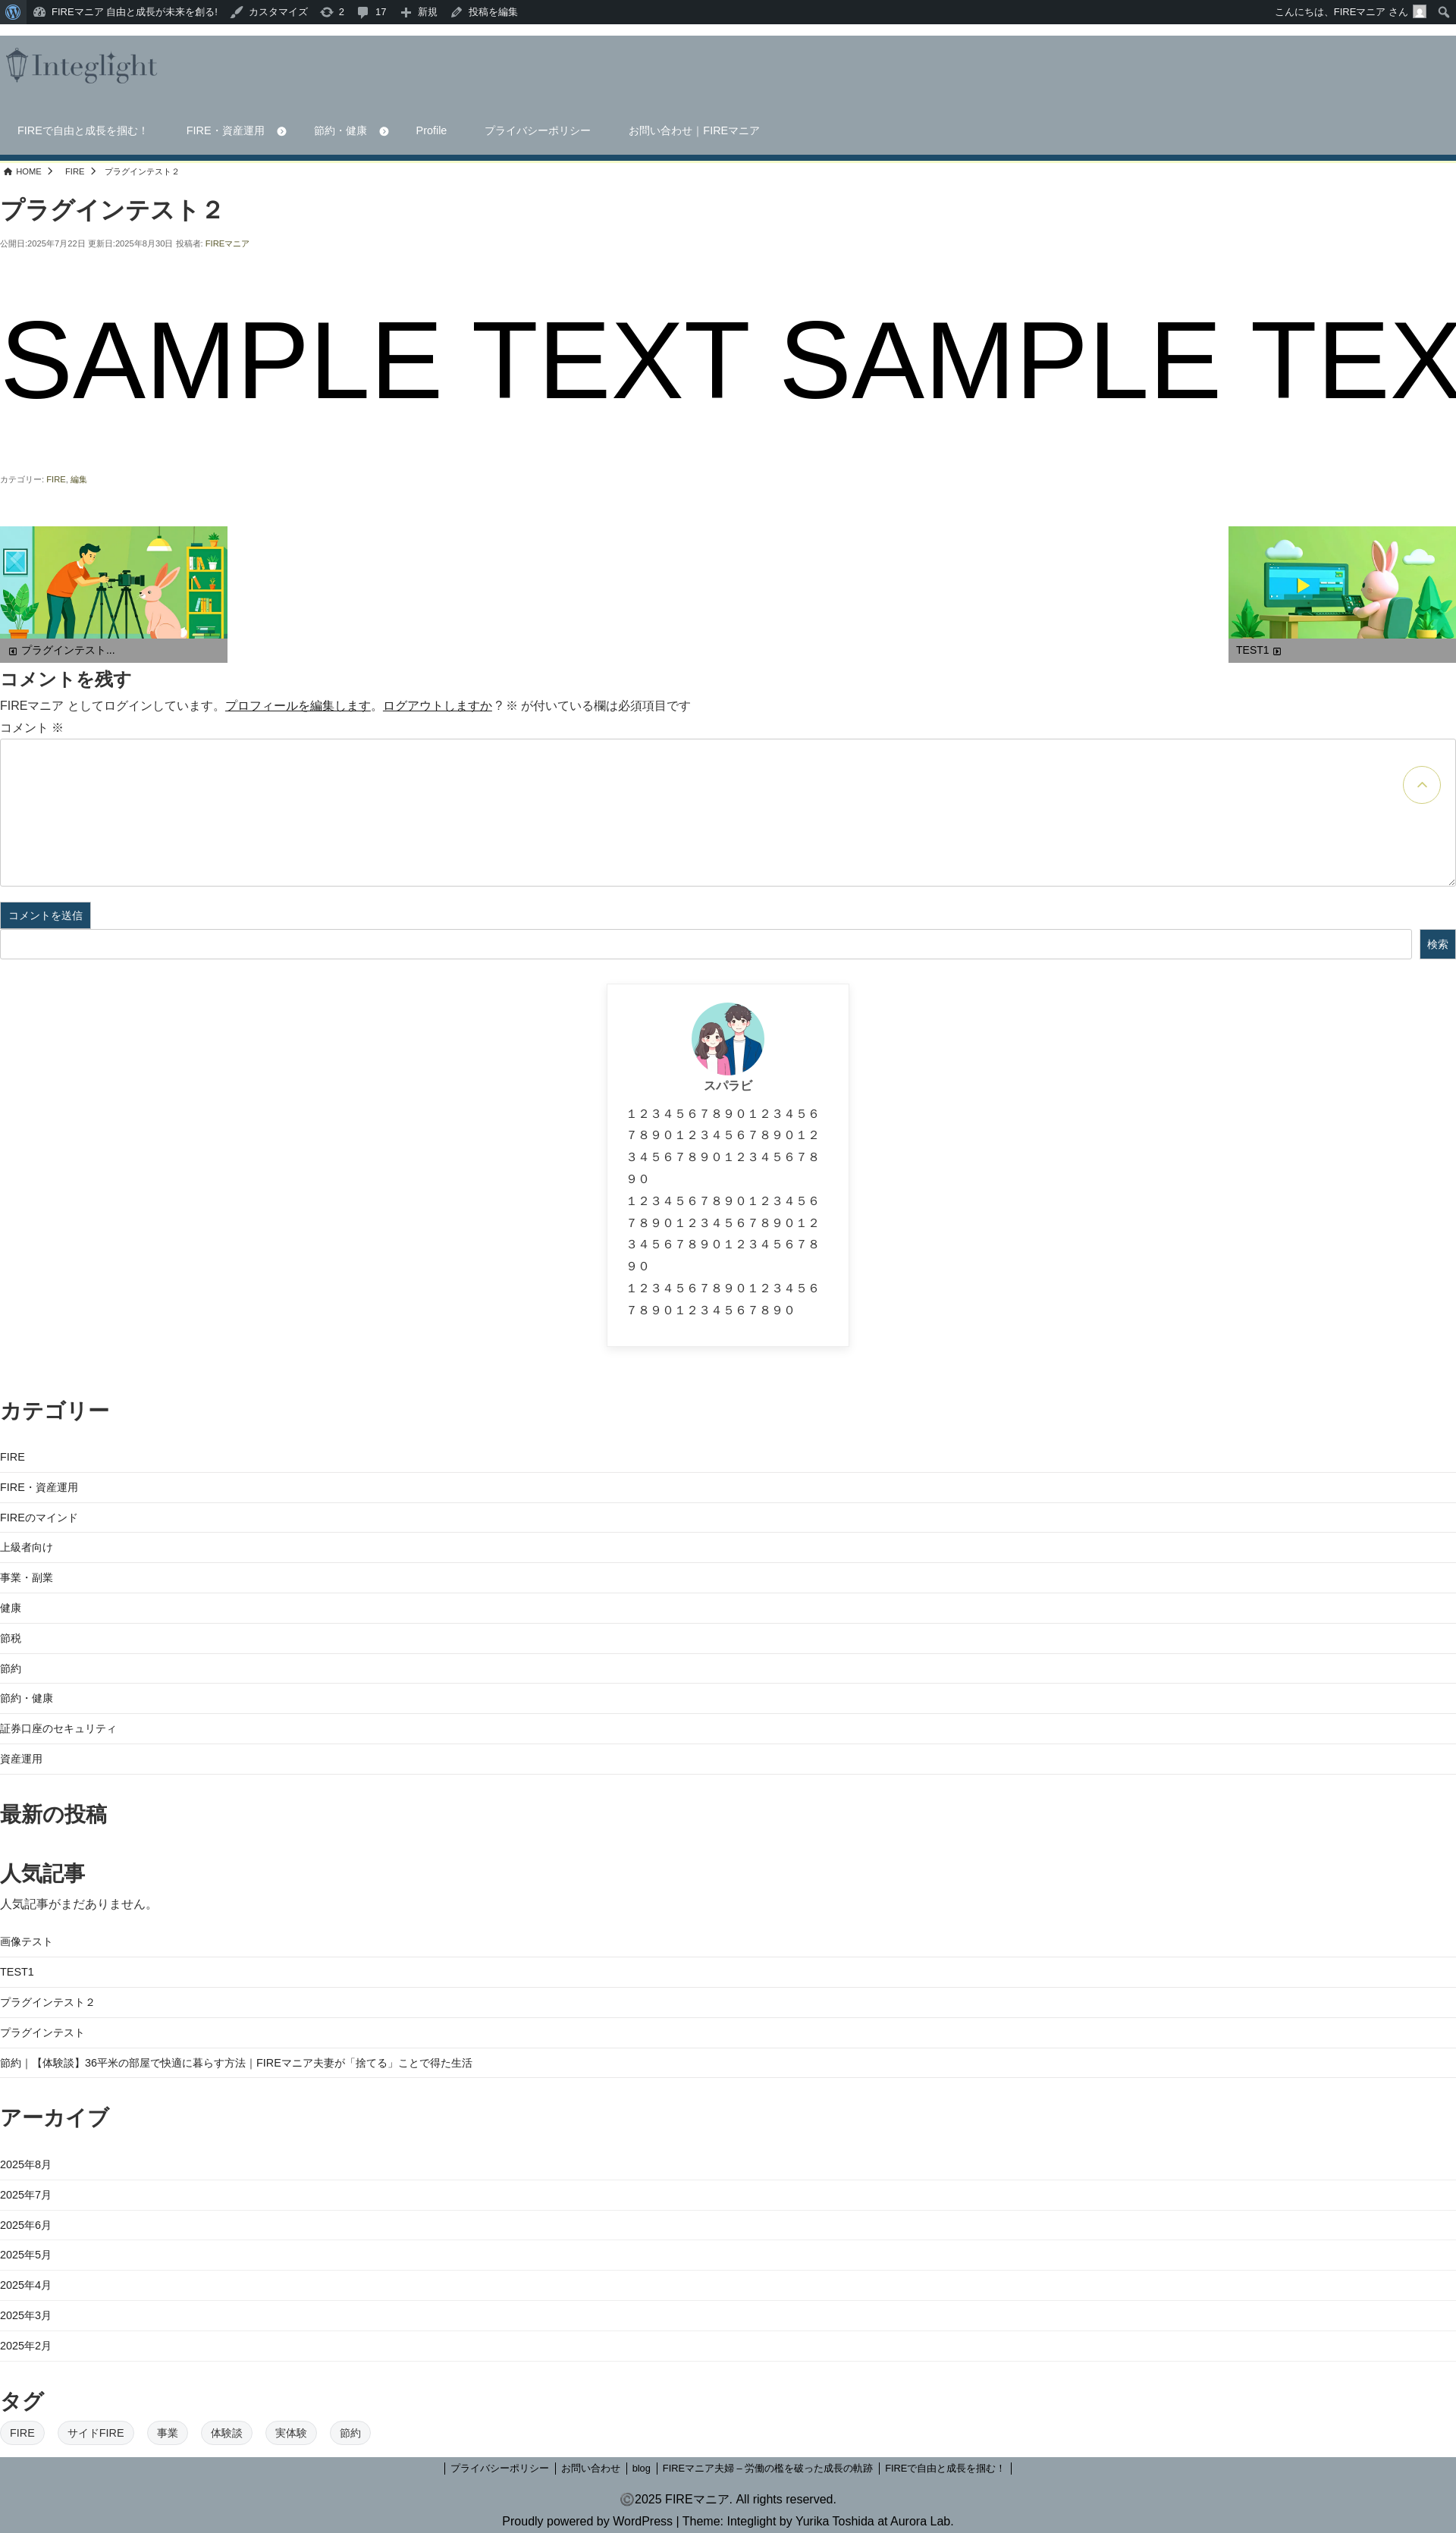 FIREマニア 自由と成長が未来を創る! カスタマイズ 2 17 新規 投稿を編集 こんにちは、FIREマニア さん
Integlight
FIREで自由と成長を掴む！ FIRE・資産運用 節約・健康 Profile プライバシーポリシー お問い合わせ｜FIREマニア
HOME FIRE プラグインテスト２
プラグインテスト２
公開日:2025年7月22日 更新日:2025年8月30日 投稿者: FIREマニア
SAMPLE TEXT SAMPLE TEX
カテゴリー: FIRE, 編集
プラグインテスト... TEST1
コメントを残す
FIREマニア としてログインしています。プロフィールを編集します。ログアウトしますか ? ※ が付いている欄は必須項目です
コメント ※
コメントを送信
検索
スパラビ
１２３４５６７８９０１２３４５６
７８９０１２３４５６７８９０１２
３４５６７８９０１２３４５６７８
９０
１２３４５６７８９０１２３４５６
７８９０１２３４５６７８９０１２
３４５６７８９０１２３４５６７８
９０
１２３４５６７８９０１２３４５６
７８９０１２３４５６７８９０
カテゴリー
FIRE
FIRE・資産運用
FIREのマインド
上級者向け
事業・副業
健康
節税
節約
節約・健康
証券口座のセキュリティ
資産運用
最新の投稿
人気記事
人気記事がまだありません。
画像テスト
TEST1
プラグインテスト２
プラグインテスト
節約｜【体験談】36平米の部屋で快適に暮らす方法｜FIREマニア夫妻が「捨てる」ことで得た生活
アーカイブ
2025年8月
2025年7月
2025年6月
2025年5月
2025年4月
2025年3月
2025年2月
タグ
FIRE サイドFIRE 事業 体験談 実体験 節約
プライバシーポリシー お問い合わせ blog FIREマニア夫婦 – 労働の檻を破った成長の軌跡 FIREで自由と成長を掴む！
©2025 FIREマニア. All rights reserved.
Proudly powered by WordPress | Theme: Integlight by Yurika Toshida at Aurora Lab.